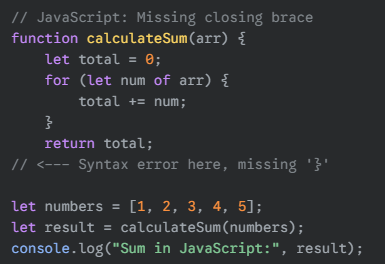 // JavaScript: Missing closing brace
function calculateSum(arr) {
    let total = 0;
    for (let num of arr) {
        total += num;
    }
    return total;
// <--- Syntax error here, missing '}'

let numbers = [1, 2, 3, 4, 5];
let result = calculateSum(numbers);
console.log("Sum in JavaScript:", result);